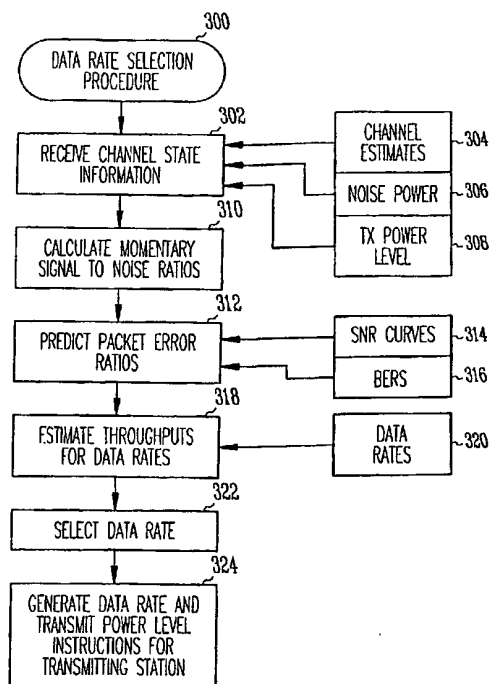 300
DATA RATE SELECTION
PROCEDURE
302
RECEIVE CHANNEL STATE
INFORMATION
CHANNEL
ESTIMATES
304
NOISE POWER
306
TX POWER
LEVEL
308
310
CALCULATE MOMENTARY
SIGNAL TO NOISE RATIOS
312
PREDICT PACKET ERROR
RATIOS
SNR CURVES
314
BERS
316
318
ESTIMATE THROUGHPUTS
FOR DATA RATES
DATA
RATES
320
322
SELECT DATA RATE
324
GENERATE DATA RATE AND
TRANSMIT POWER LEVEL
INSTRUCTIONS FOR
TRANSMITTING STATION